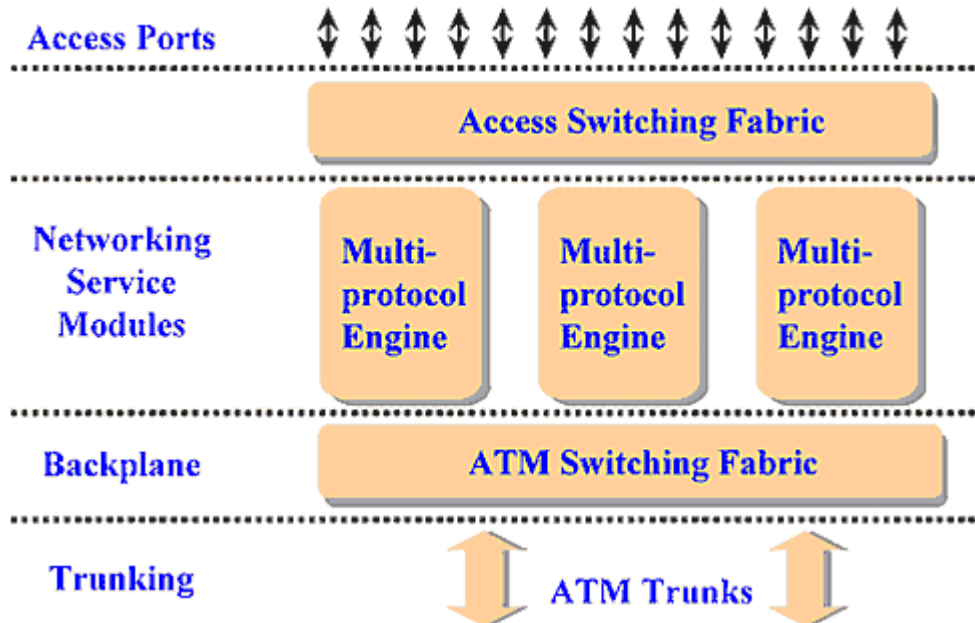 Access Ports
Access Switching Fabric
Networking
Service
Modules
Multi-
protocol
Engine
Multi-
protocol
Engine
Multi-
protocol
Engine
Backplane
ATM Switching Fabric
Trunking
ATM Trunks